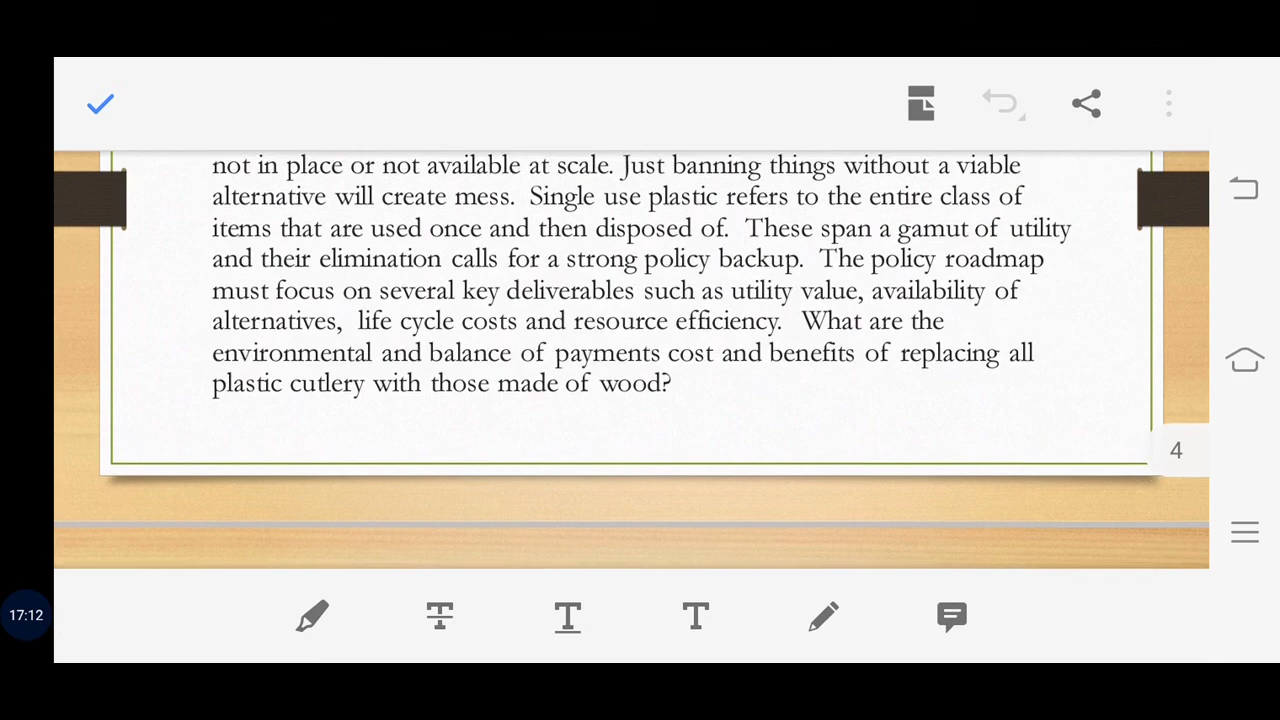 not in place or not available at scale. Just banning things without a viable
alternative will create mess.  Single use plastic refers to the entire class of
items that are used once and then disposed of.  These span a gamut of utility
and their elimination calls for a strong policy backup.  The policy roadmap
must focus on several key deliverables such as utility value, availability of
alternatives,  life cycle costs and resource efficiency.   What are the
environmental and balance of payments cost and benefits of replacing all
plastic cutlery with those made of wood?
4
17:12
T
T
T